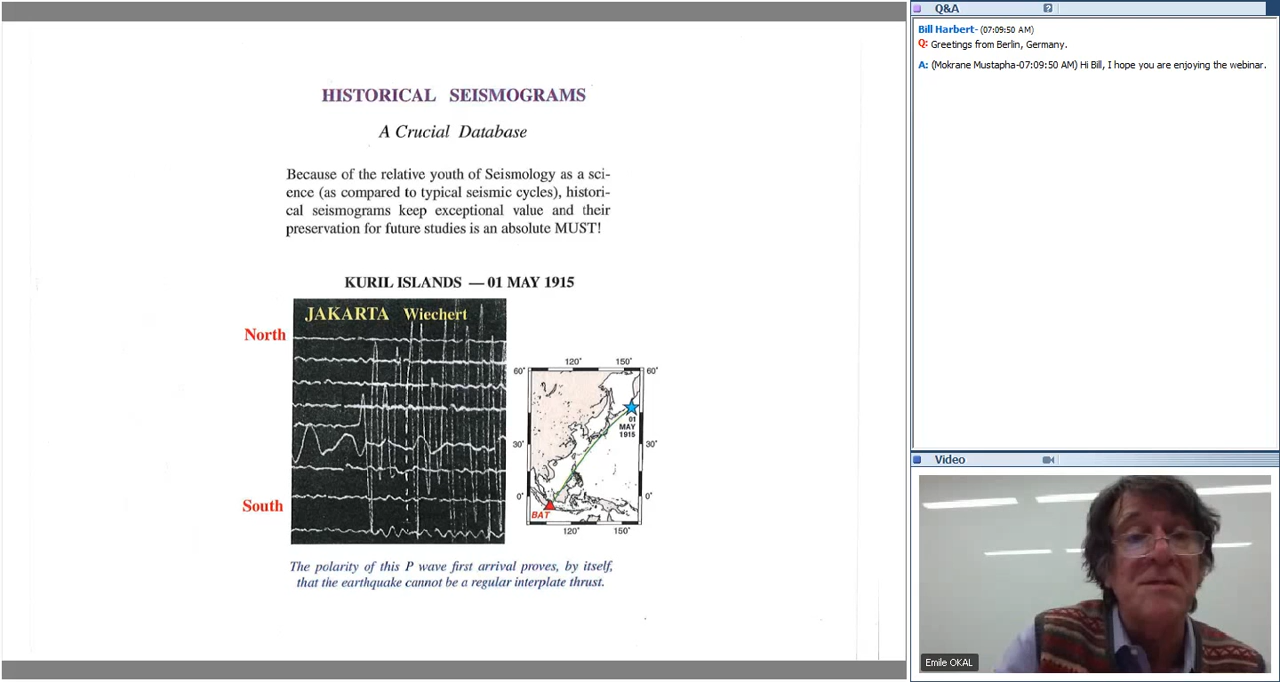 HISTORICAL SEISMOGRAMS
A Crucial Database
Because of the relative youth of Seismology as a sci-
ence (as compared to typical seismic cycles), histori-
cal seismograms keep exceptional value and their
preservation for future studies is an absolute MUST!
KURIL ISLANDS — 01 MAY 1915
JAKARTA Wiechert
North
South
120° 150°
60° 60°
01
MAY
1915
30° 30°
0° 0°
BAT
120° 150°
The polarity of this P wave first arrival proves, by itself,
that the earthquake cannot be a regular interplate thrust.
Q&A ?
Bill Harbert- (07:09:50 AM)
Q: Greetings from Berlin, Germany.
A: (Mokrane Mustapha-07:09:50 AM) Hi Bill, I hope you are enjoying the webinar.
Video
Emile OKAL